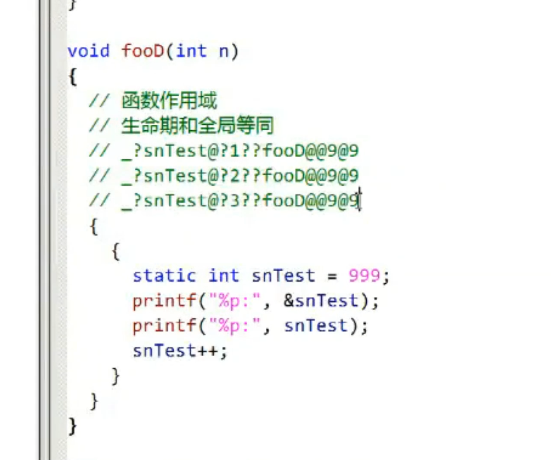 }
void fooD(int n)
{
// 函数作用域
// 生命期和全局等同
// _?snTest@?1??fooD@@9@9
// _?snTest@?2??fooD@@9@9
// _?snTest@?3??fooD@@9@9
{
{
static int snTest = 999;
printf("%p:", &snTest);
printf("%p:", snTest);
snTest++;
}
}
}